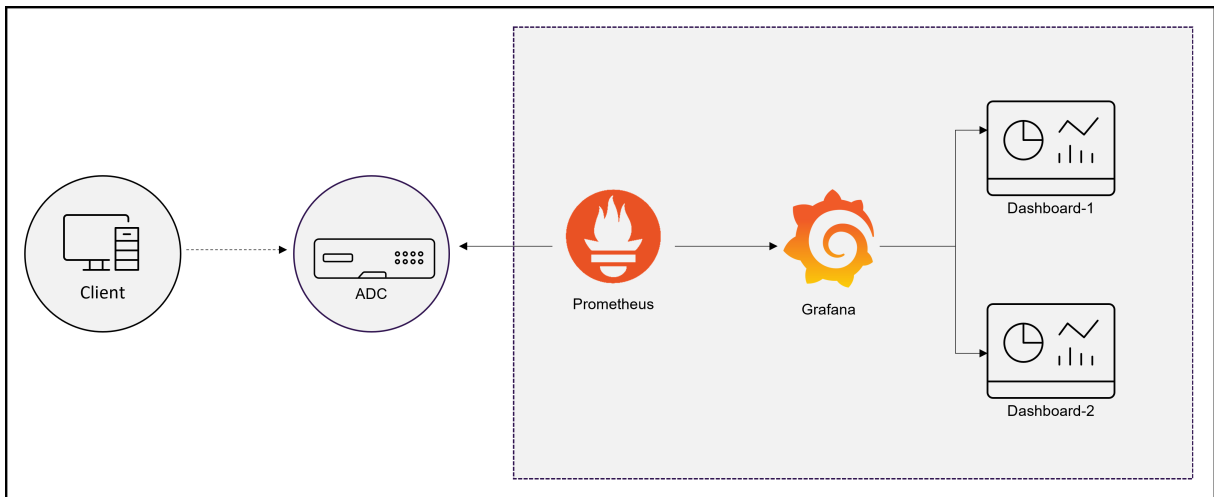 Client
ADC
Prometheus
Grafana
Dashboard-1
Dashboard-2